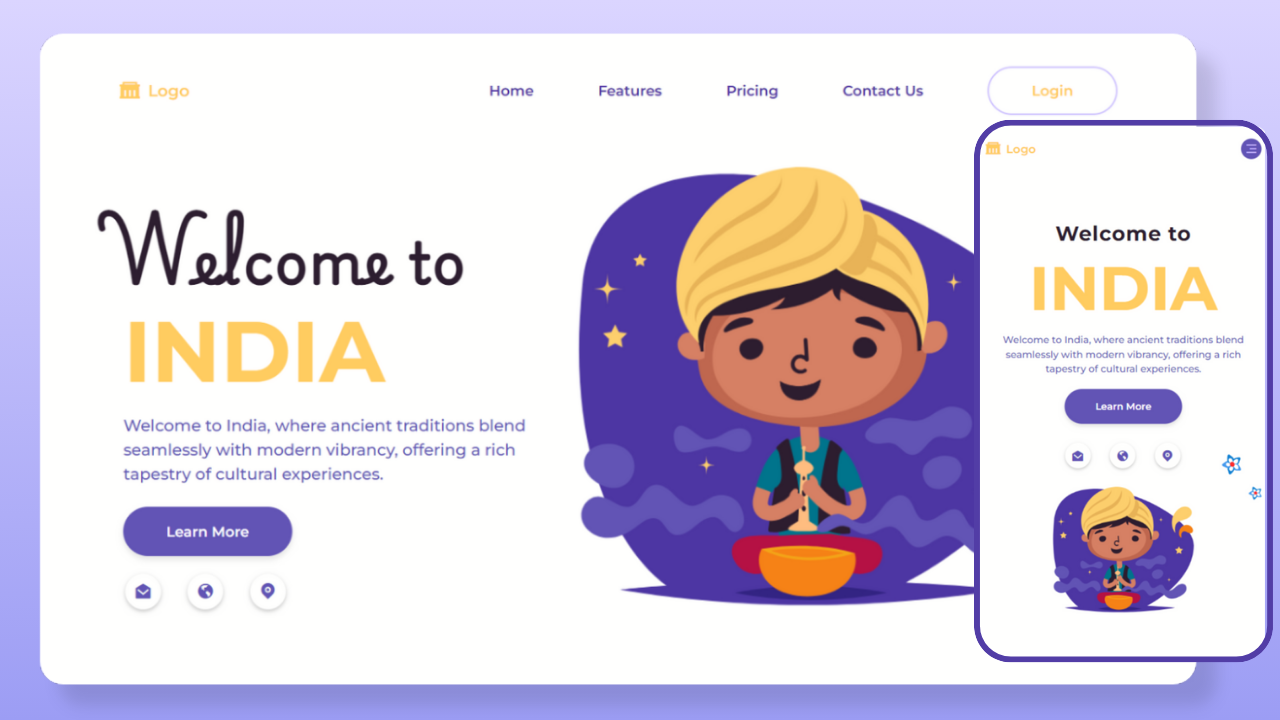 Logo
Home
Features
Pricing
Contact Us
Login
Welcome to
INDIA
Welcome to India, where ancient traditions blend
seamlessly with modern vibrancy, offering a rich
tapestry of cultural experiences.
Learn More
Logo
Welcome to
INDIA
Welcome to India, where ancient traditions blend
seamlessly with modern vibrancy, offering a rich
tapestry of cultural experiences.
Learn More